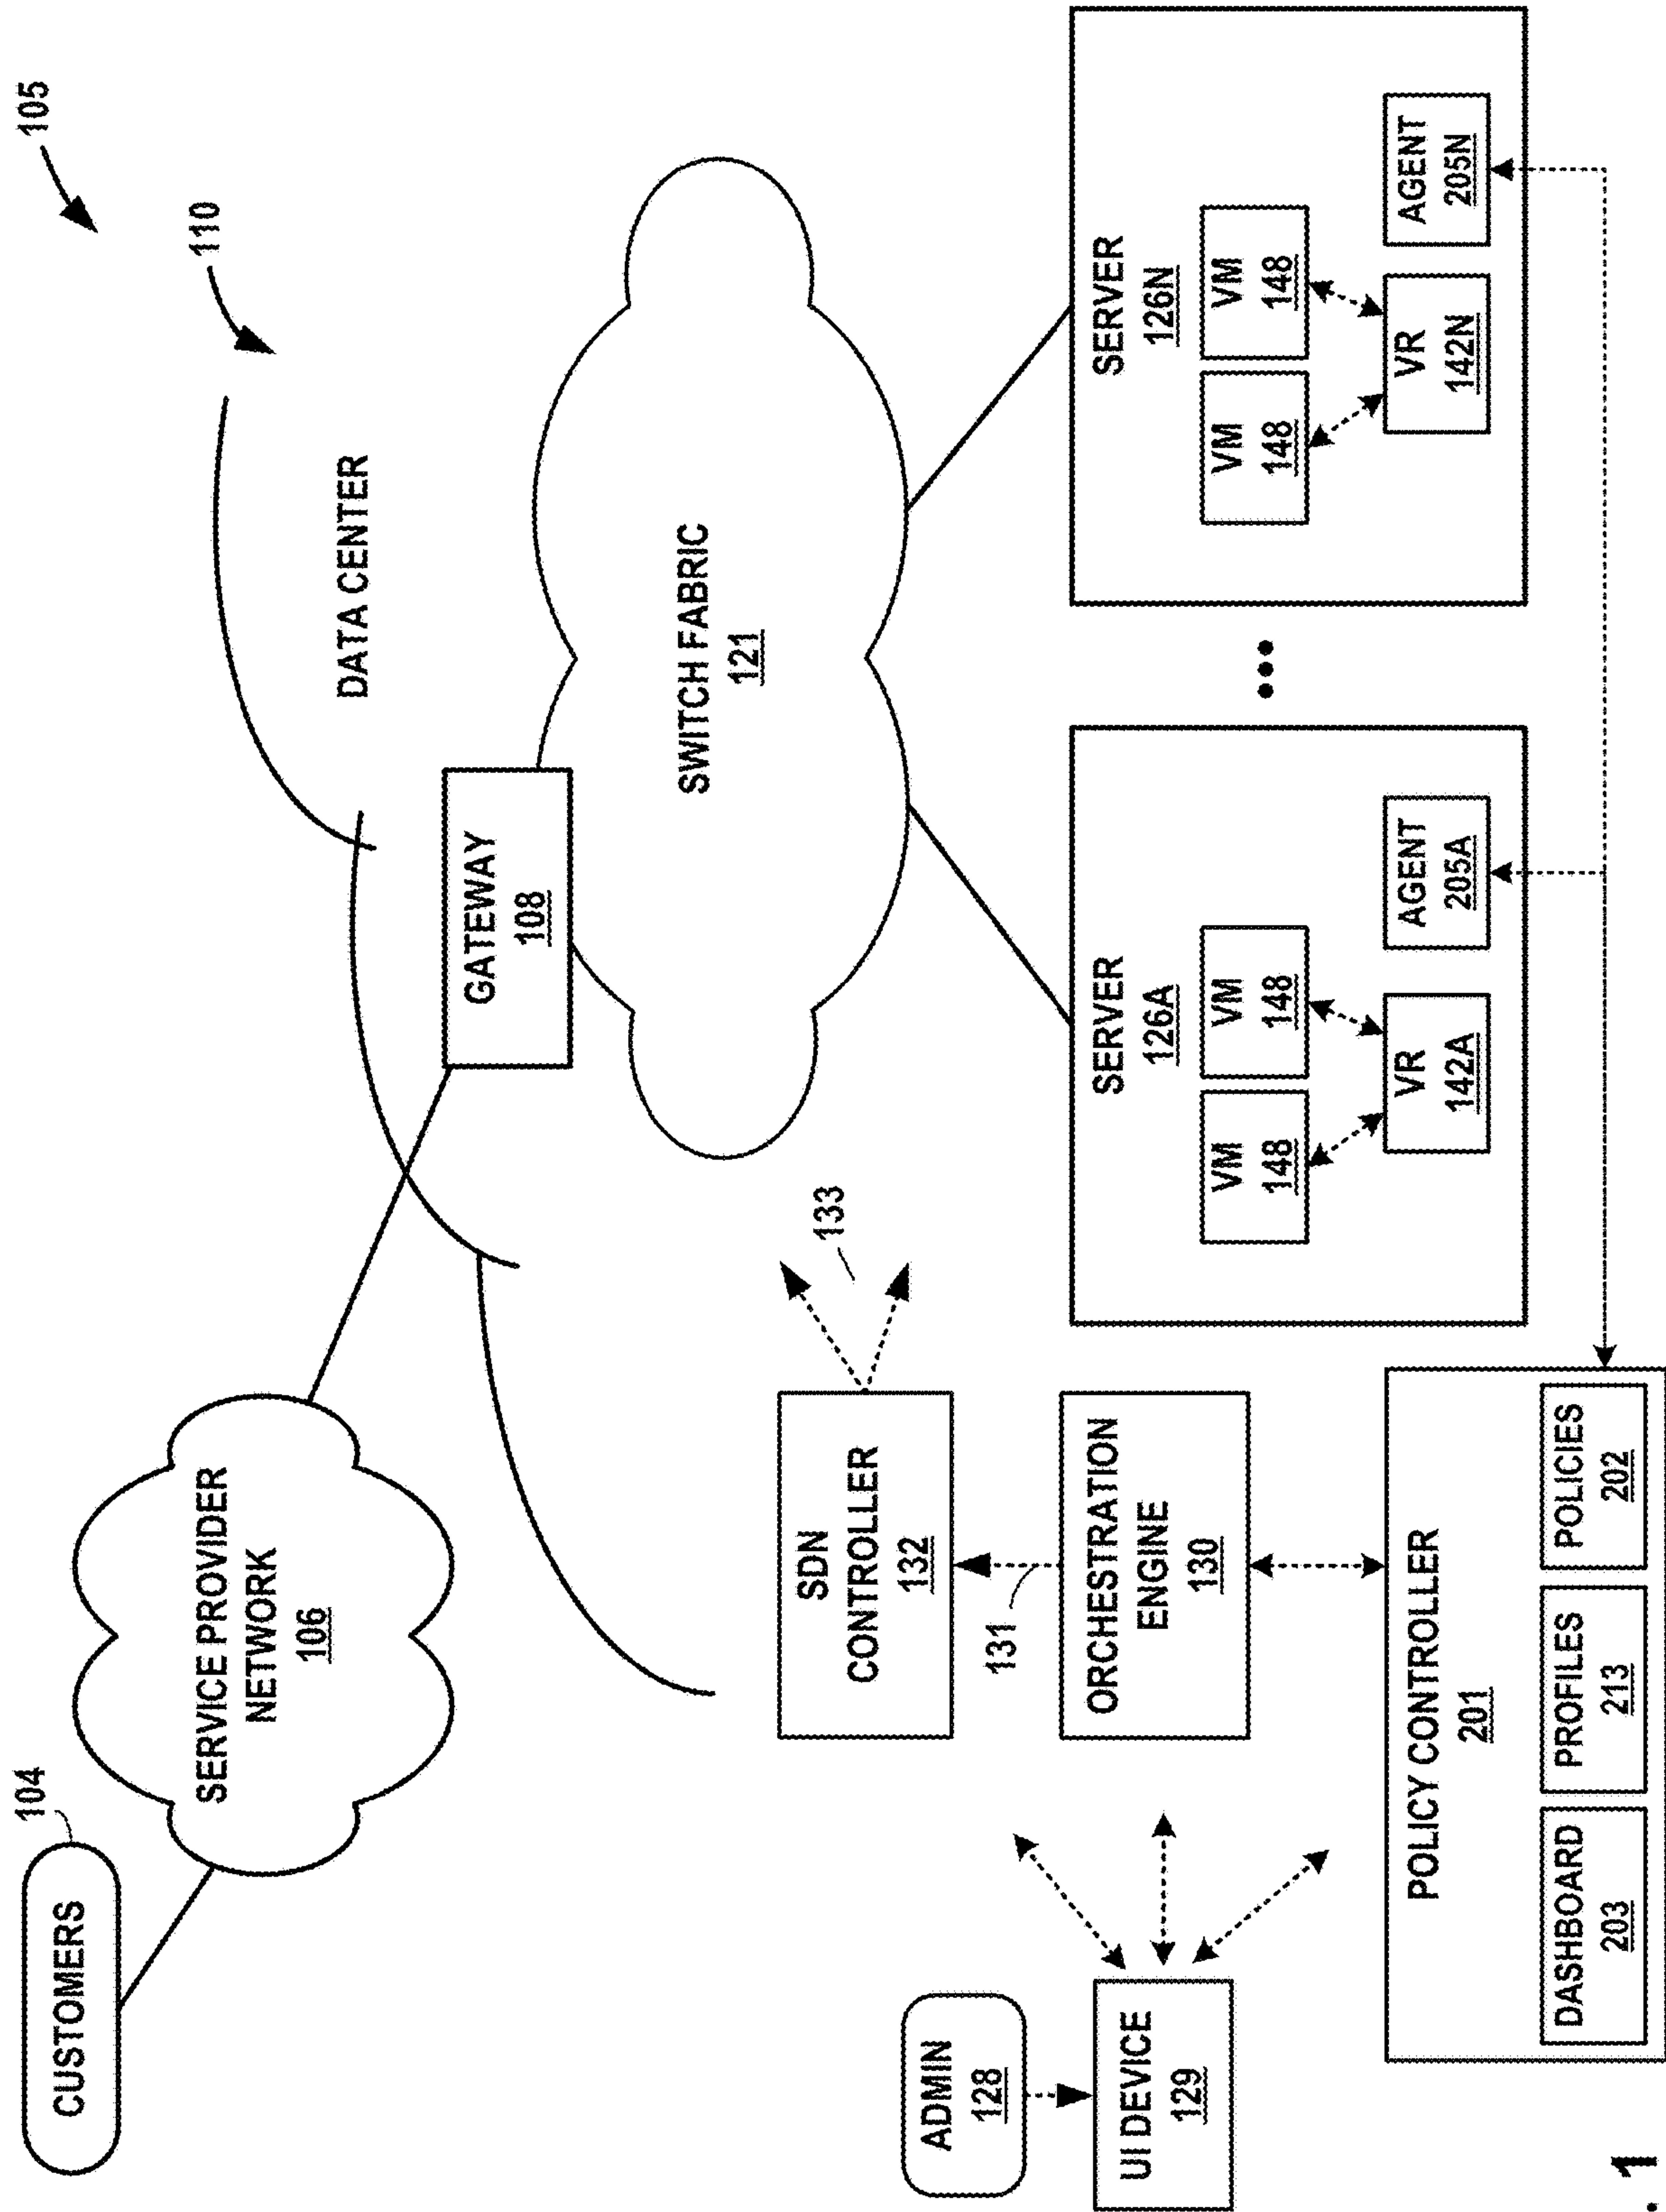 105
110
CUSTOMERS
104
SERVICE PROVIDER
NETWORK
106
DATA CENTER
GATEWAY
108
SWITCH FABRIC
121
SDN
CONTROLLER
132
133
131
ORCHESTRATION
ENGINE
130
ADMIN
128
UI DEVICE
129
POLICY CONTROLLER
201
DASHBOARD
203
PROFILES
213
POLICIES
202
SERVER
126A
VM
148
VM
148
VR
142A
AGENT
205A
•••
SERVER
126N
VM
148
VM
148
VR
142N
AGENT
205N
. 1